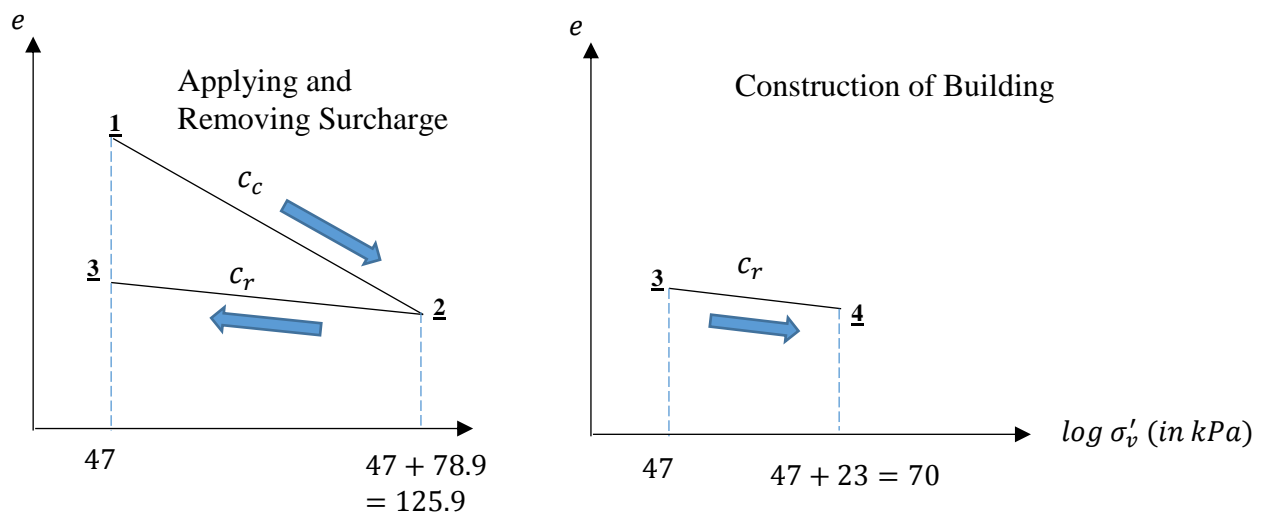 e
Applying and
Removing Surcharge
1
c_c
3
c_r
2
47
47 + 78.9
= 125.9
e
Construction of Building
3
c_r
4
47
47 + 23 = 70
log σ′_v (in kPa)